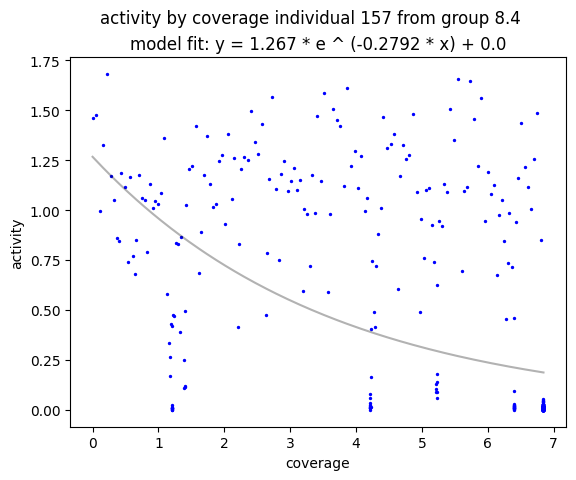 activity by coverage individual 157 from group 8.4
model fit: y = 1.267 * e ^ (-0.2792 * x) + 0.0
1.75
1.50
1.25
1.00
0.75
0.50
0.25
0.00
activity
0 1 2 3 4 5 6 7
coverage